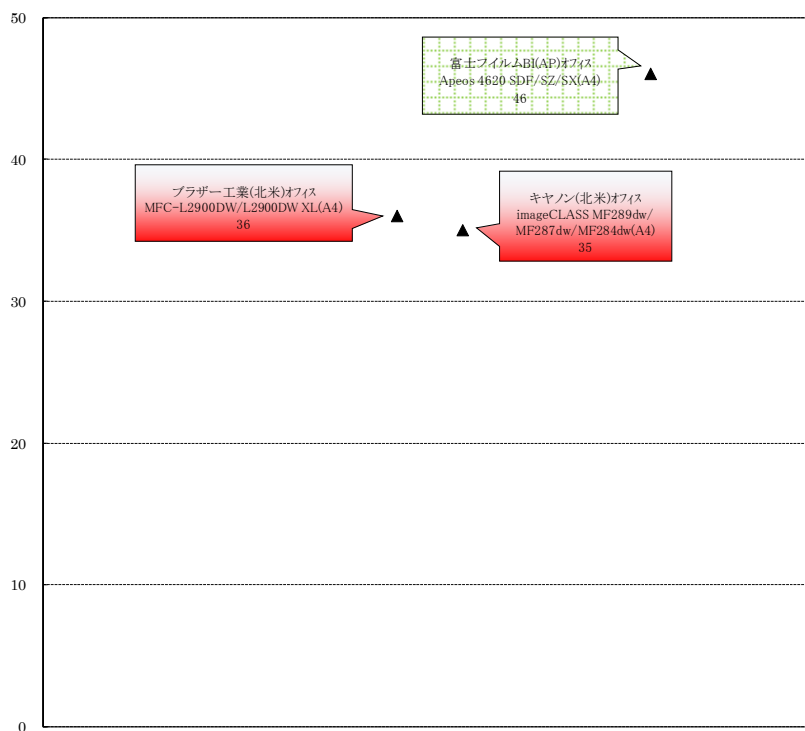 50
富士フイルムBI(AP)オフィス
Apeos 4620 SDF/SZ/SX(A4)
46
40
ブラザー工業(北米)オフィス
MFC-L2900DW/L2900DW XL(A4)
36
キヤノン(北米)オフィス
imageCLASS MF289dw/
MF287dw/MF284dw(A4)
35
30
20
10
0